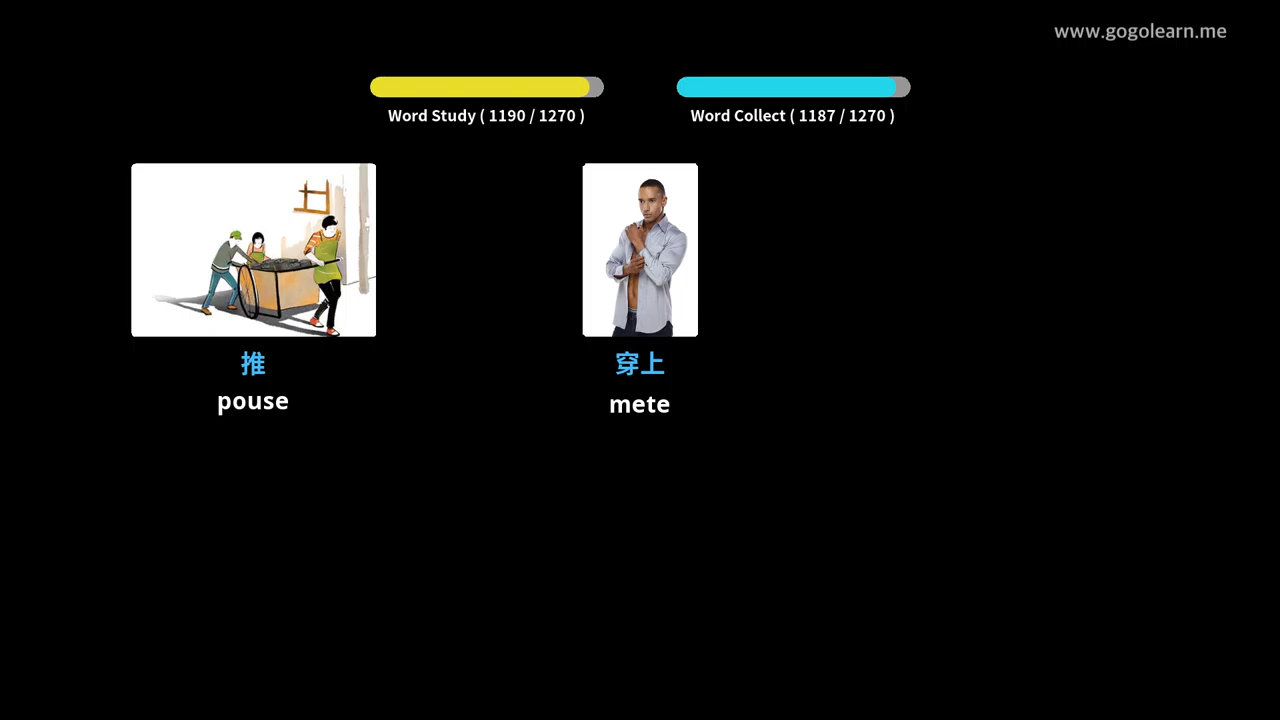 www.gogolearn.me
Word Study ( 1190 / 1270 )
Word Collect ( 1187 / 1270 )
推
pouse
穿上
mete